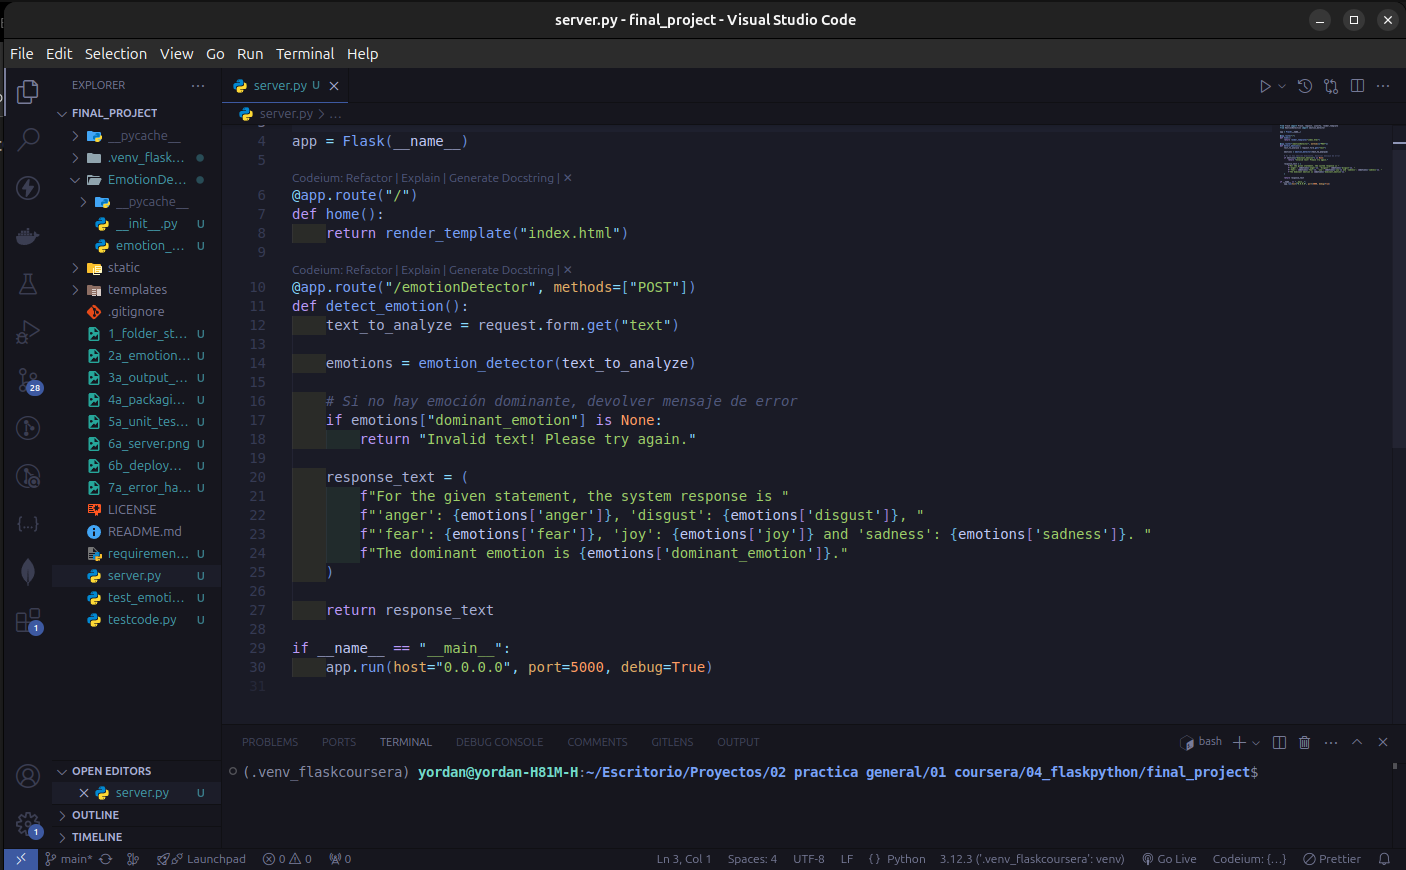 server.py - final_project - Visual Studio Code
File Edit Selection View Go Run Terminal Help
EXPLORER
FINAL_PROJECT
__pycache__
.venv_flask...
EmotionDe...
__pycache__
__init__.py U
emotion_... U
static
templates
.gitignore
1_folder_st... U
2a_emotion... U
3a_output_... U
4a_packagi... U
5a_unit_tes... U
6a_server.png U
6b_deploy... U
7a_error_ha... U
LICENSE
README.md
requiremen... U
server.py U
test_emoti... U
testcode.py U
OPEN EDITORS
server.py U
OUTLINE
TIMELINE
28
1
1
server.py U
server.py > ...
4 app = Flask(__name__)
5
Codeium: Refactor | Explain | Generate Docstring | ✕
6 @app.route("/")
7 def home():
8 return render_template("index.html")
9
Codeium: Refactor | Explain | Generate Docstring | ✕
10 @app.route("/emotionDetector", methods=["POST"])
11 def detect_emotion():
12 text_to_analyze = request.form.get("text")
13
14 emotions = emotion_detector(text_to_analyze)
15
16 # Si no hay emoción dominante, devolver mensaje de error
17 if emotions["dominant_emotion"] is None:
18 return "Invalid text! Please try again."
19
20 response_text = (
21 f"For the given statement, the system response is "
22 f"'anger': {emotions['anger']}, 'disgust': {emotions['disgust']}, "
23 f"'fear': {emotions['fear']}, 'joy': {emotions['joy']} and 'sadness': {emotions['sadness']}. "
24 f"The dominant emotion is {emotions['dominant_emotion']}."
25 )
26
27 return response_text
28
29 if __name__ == "__main__":
30 app.run(host="0.0.0.0", port=5000, debug=True)
31
PROBLEMS PORTS TERMINAL DEBUG CONSOLE COMMENTS GITLENS OUTPUT
bash
(.venv_flaskcoursera) yordan@yordan-H81M-H:~/Escritorio/Proyectos/02 practica general/01 coursera/04_flaskpython/final_project$
main* Launchpad 0 0 0 Ln 3, Col 1 Spaces: 4 UTF-8 LF {} Python 3.12.3 ('.venv_flaskcoursera': venv) Go Live Codeium: {...} Prettier